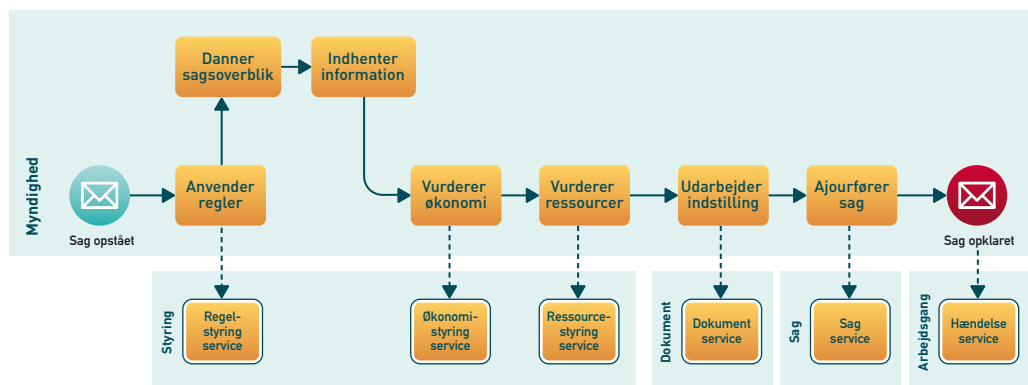 Danner
sagsoverblik
Indhenter
information
Myndighed
Anvender
regler
Vurderer
økonomi
Vurderer
ressourcer
Udarbejder
indstilling
Ajourfører
sag
Sag opstået
Sag opklaret
Styring
Regel-
styring
service
Økonomi-
styring
service
Ressource-
styring
service
Dokument
Dokument
service
Sag
Sag
service
Arbejdsgang
Hændelse
service